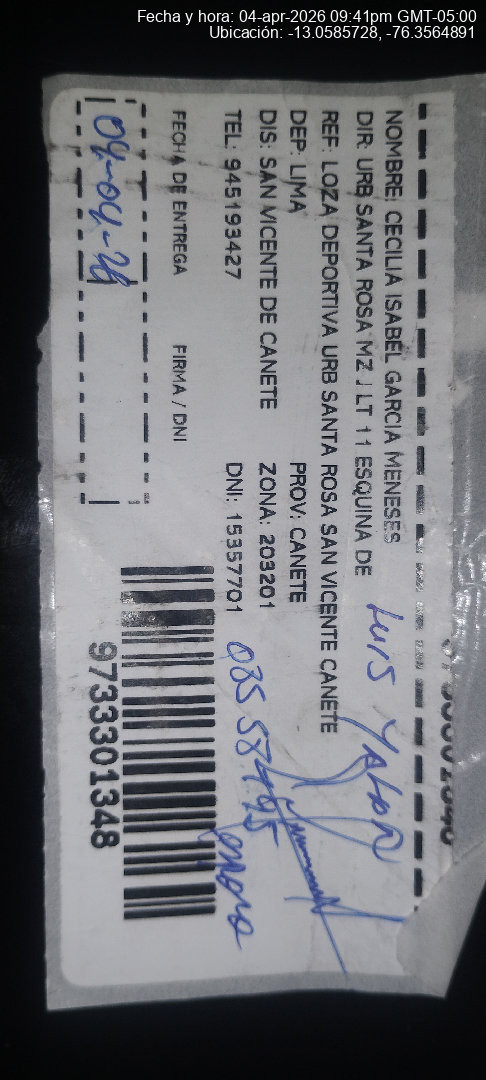 Fecha y hora: 04-apr-2026 09:41pm GMT-05:00
Ubicación: -13.0585728, -76.3564891
NOMBRE: CECILIA ISABEL GARCIA MENESES
DIR: URB SANTA ROSA MZ J LT 11 ESQUINA DE
REF: LOZA DEPORTIVA URB SANTA ROSA SAN VICENTE CANETE
DEP: LIMA PROV: CANETE
DIS: SAN VICENTE DE CANETE ZONA: 203201
TEL: 945193427 DNI: 15357701
FECHA DE ENTREGA FIRMA / DNI
04-04-26
Luis
9733301348